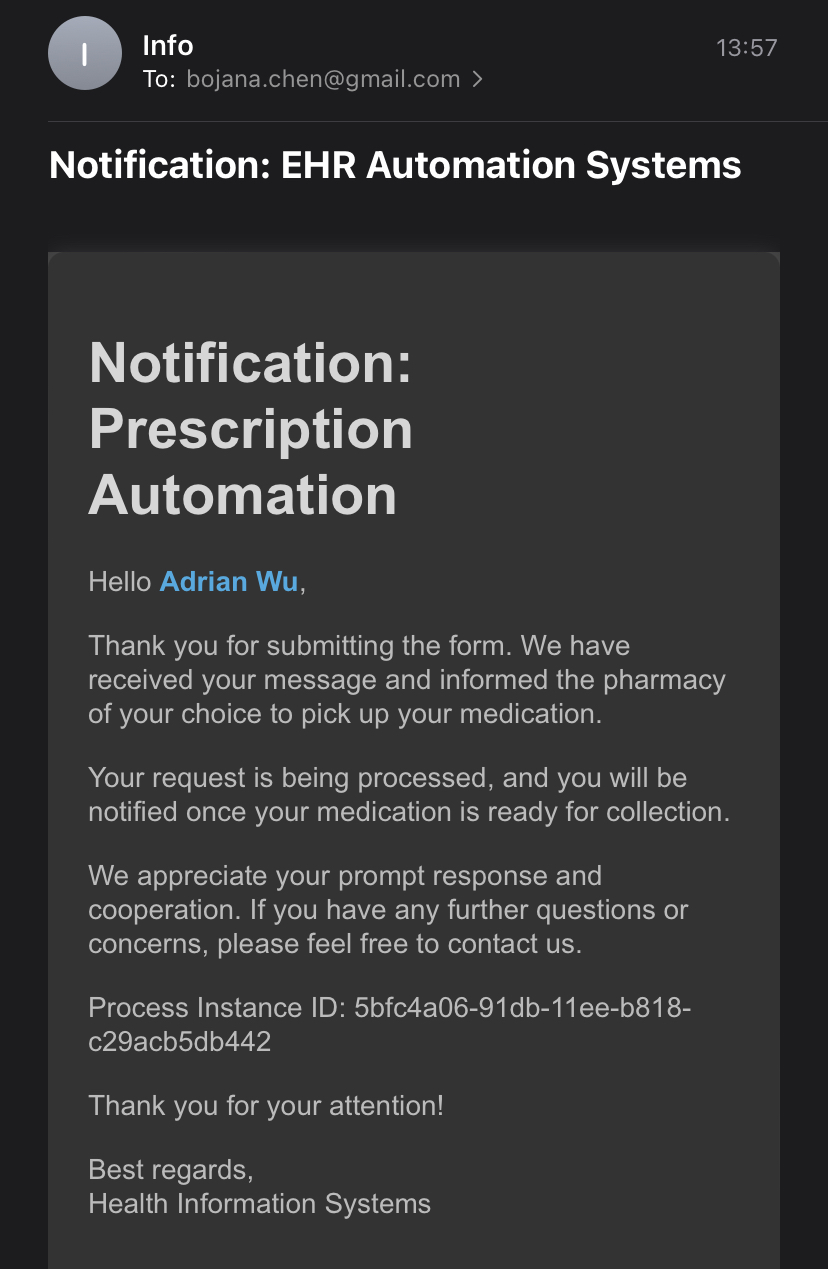 I
Info
13:57
To: bojana.chen@gmail.com >
Notification: EHR Automation Systems
Notification:
Prescription
Automation
Hello Adrian Wu,
Thank you for submitting the form. We have
received your message and informed the pharmacy
of your choice to pick up your medication.
Your request is being processed, and you will be
notified once your medication is ready for collection.
We appreciate your prompt response and
cooperation. If you have any further questions or
concerns, please feel free to contact us.
Process Instance ID: 5bfc4a06-91db-11ee-b818-
c29acb5db442
Thank you for your attention!
Best regards,
Health Information Systems